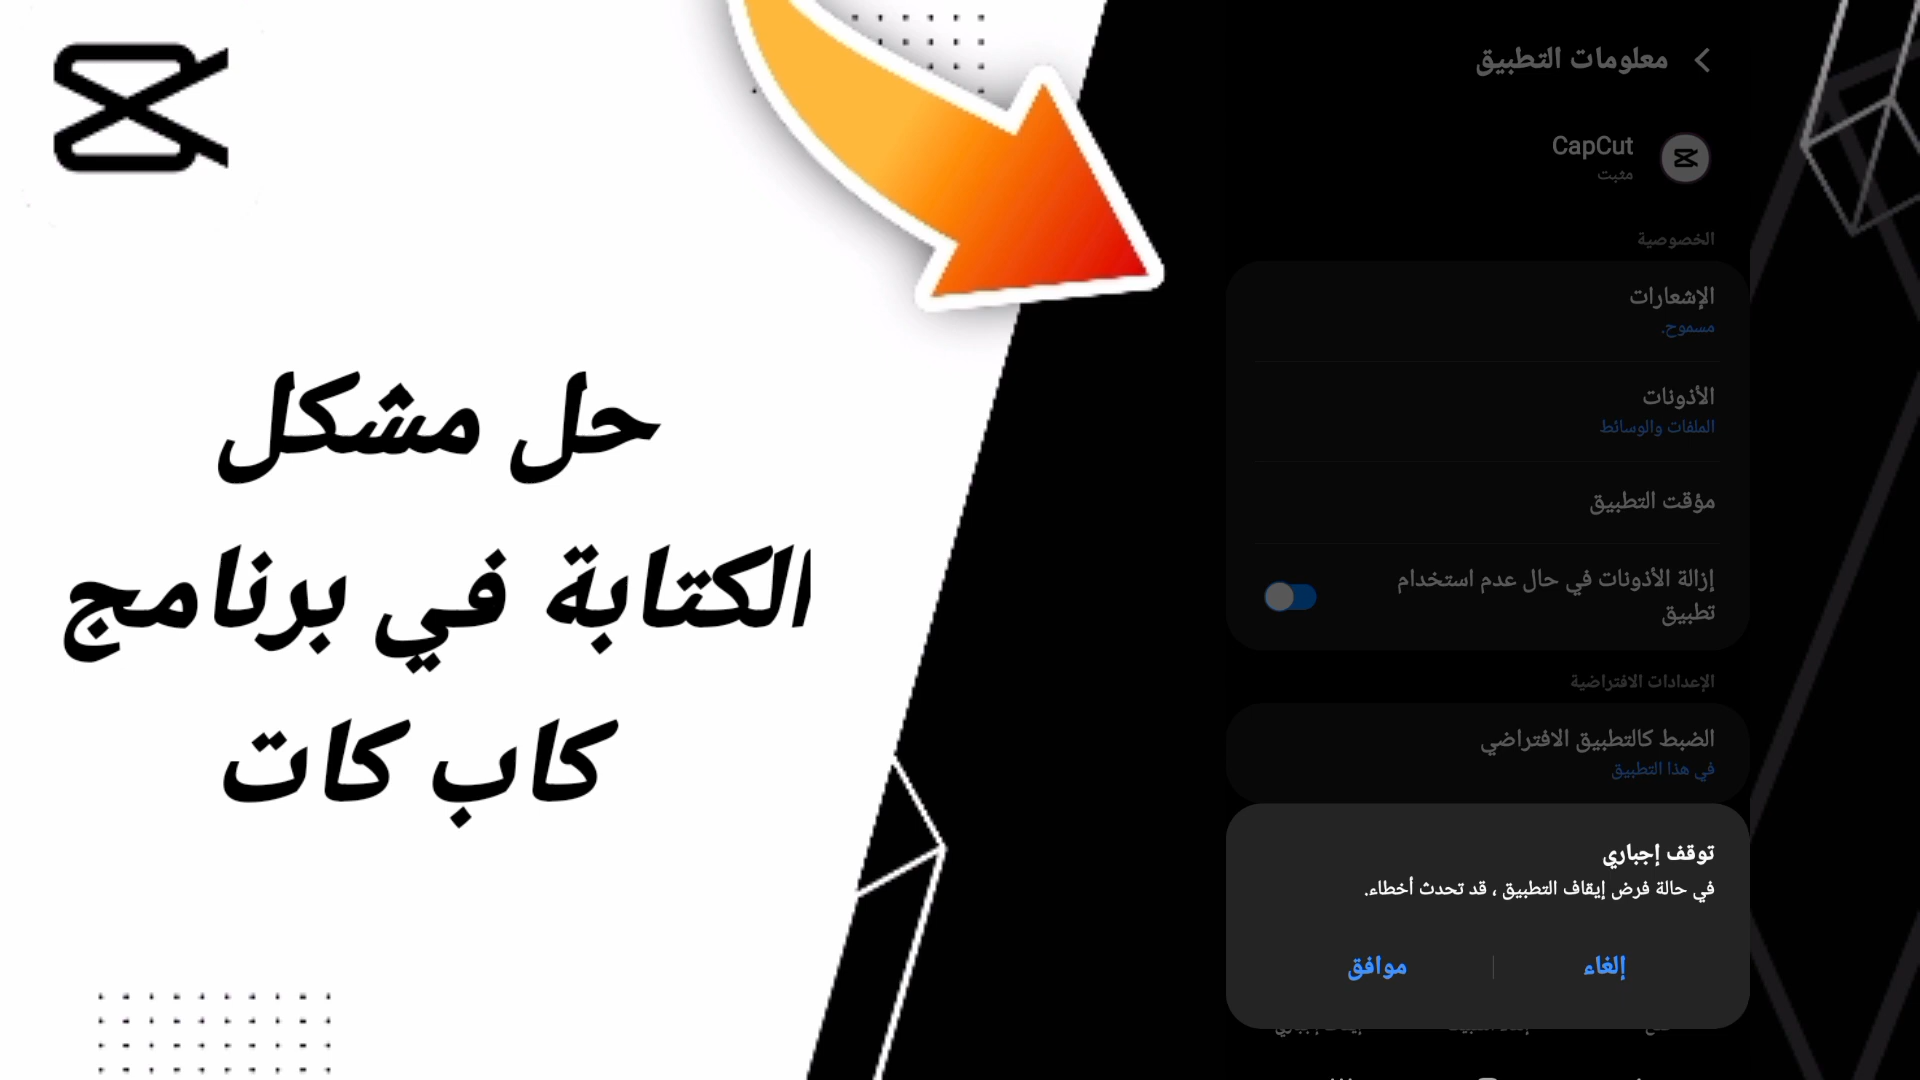 حل مشكل
الكتابة في برنامج
كاب كات
معلومات التطبيق
CapCut
مثبت
الخصوصية
الإشعارات
مسموح.
الأذونات
الملفات والوسائط
مؤقت التطبيق
إزالة الأذونات في حال عدم استخدام
تطبيق
الإعدادات الافتراضية
الضبط كالتطبيق الافتراضي
في هذا التطبيق
توقف إجباري
في حالة فرض إيقاف التطبيق ، قد تحدث أخطاء.
إلغاء
موافق